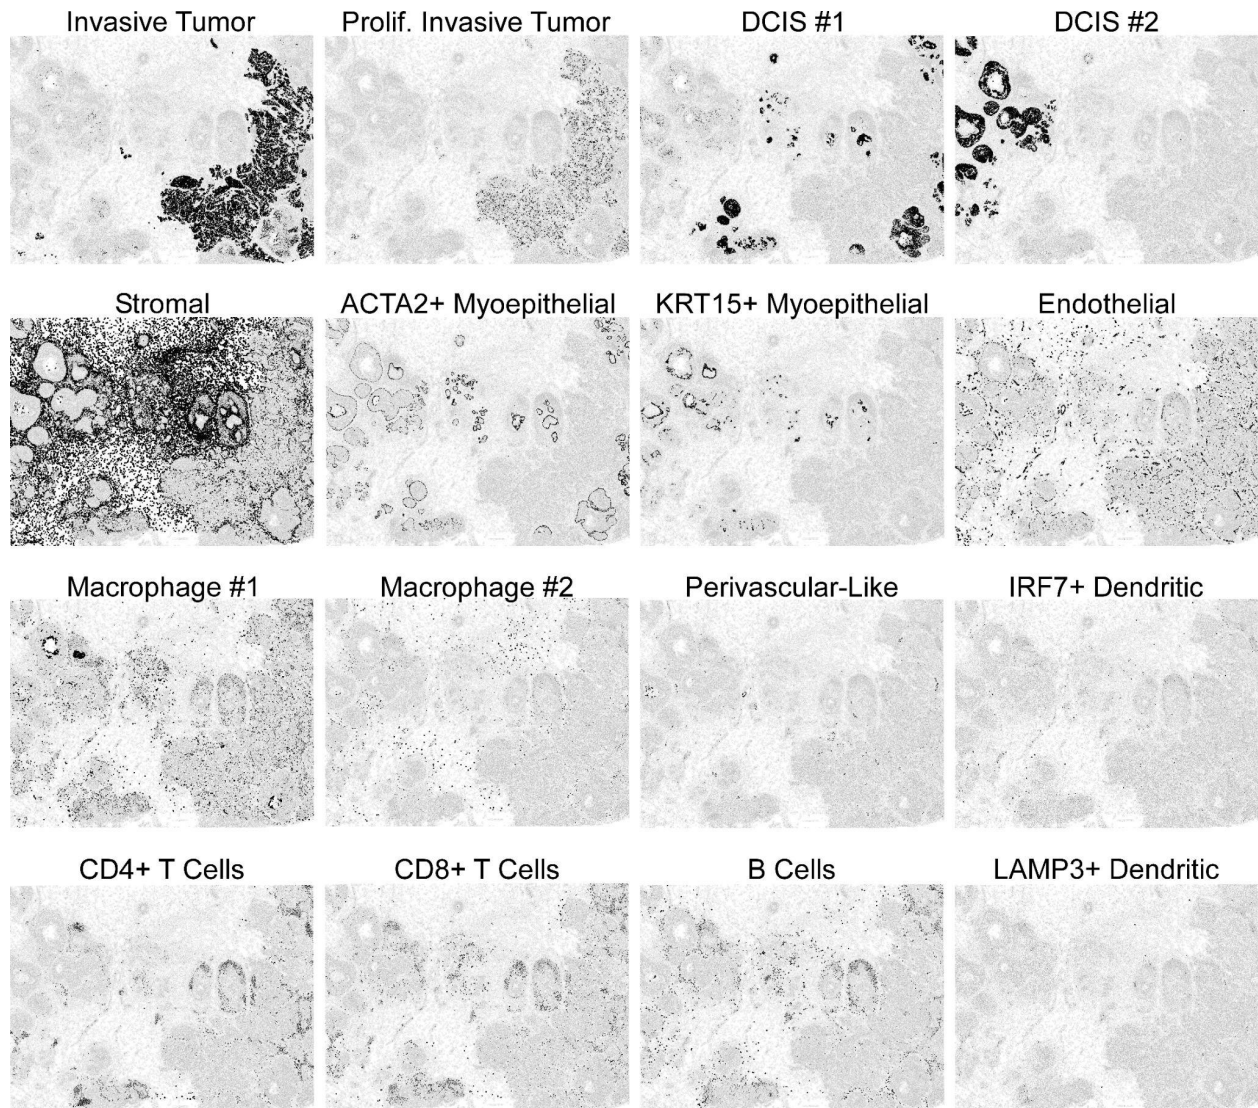 Invasive Tumor
Prolif. Invasive Tumor
DCIS #1
DCIS #2
Stromal
ACTA2+ Myoepithelial
KRT15+ Myoepithelial
Endothelial
Macrophage #1
Macrophage #2
Perivascular-Like
IRF7+ Dendritic
CD4+ T Cells
CD8+ T Cells
B Cells
LAMP3+ Dendritic